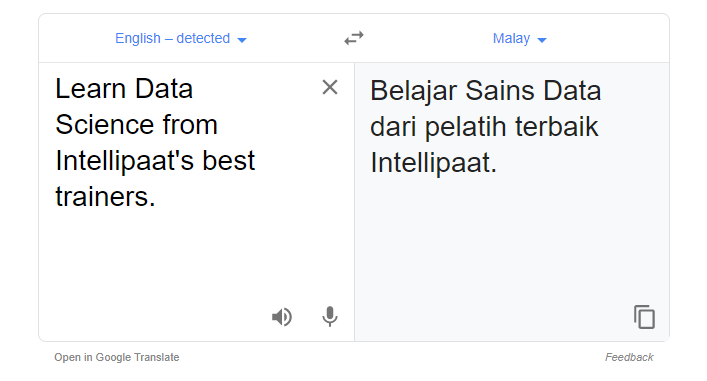 English – detected
Malay
Learn Data
Science from
Intellipaat's best
trainers.
Belajar Sains Data
dari pelatih terbaik
Intellipaat.
Open in Google Translate
Feedback